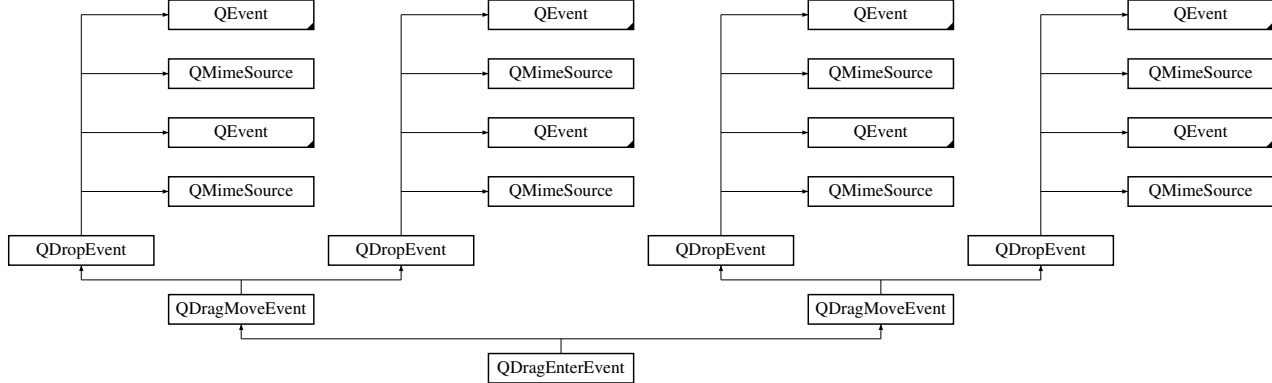 QEvent QEvent QEvent QEvent
QMimeSource QMimeSource QMimeSource QMimeSource
QEvent QEvent QEvent QEvent
QMimeSource QMimeSource QMimeSource QMimeSource
QDropEvent QDropEvent QDropEvent QDropEvent
QDragMoveEvent QDragMoveEvent
QDragEnterEvent